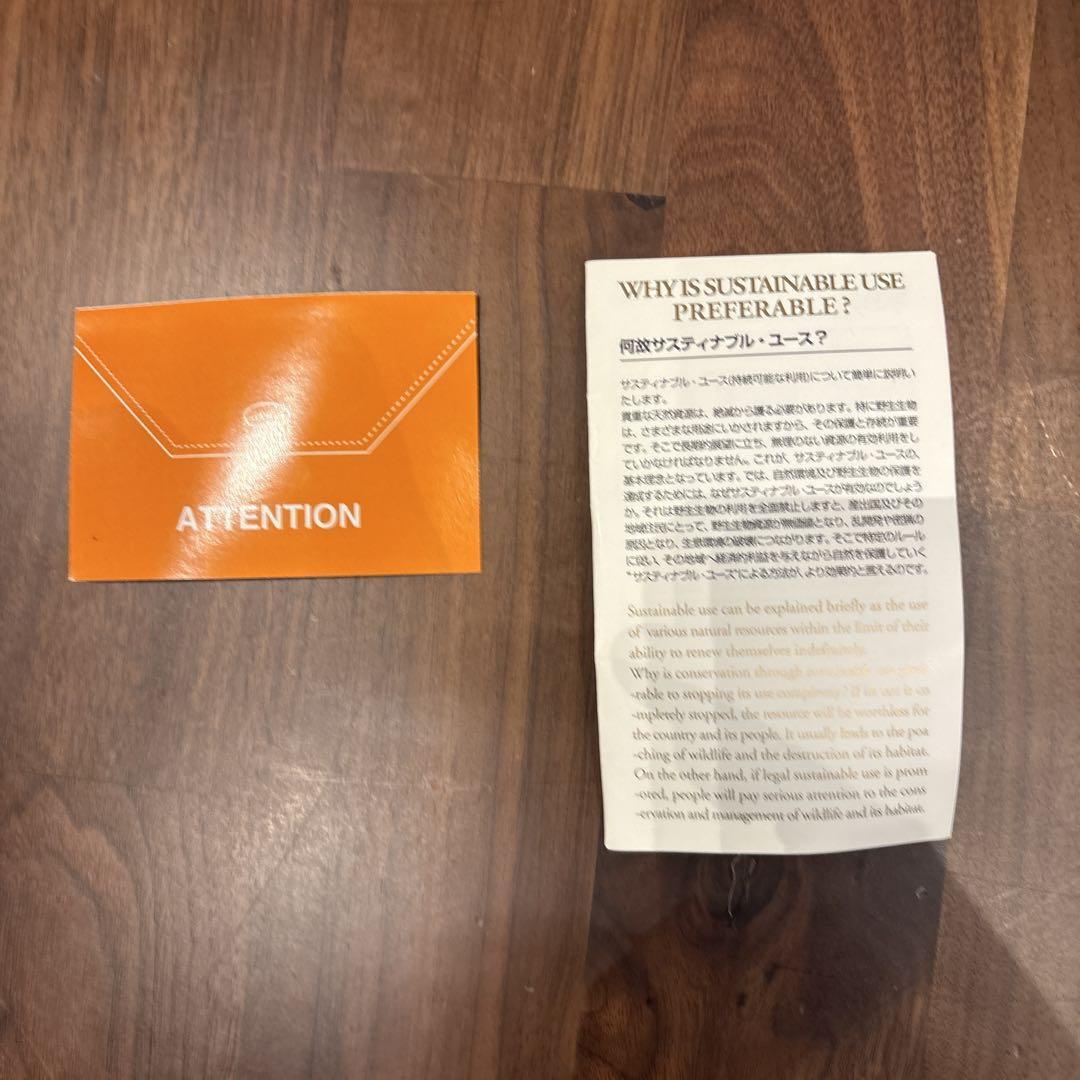 ATTENTION
WHY IS SUSTAINABLE USE
PREFERABLE?
何故サスティナブル・ユース?
サスティナブル・ユース(持続可能な利用)について簡単に説明い
たします。
貴重な天然資源は、絶滅から護る必要があります。特に野生生物
は、さまざまな用途にいかされますから、その保護と存続が重要
です。そこで長期的展望に立ち、無理のない資源の有効利用をし
ていかなければなりません。これが、サスティナブル・ユースの、
基本理念となっています。では、自然環境及び野生生物の保護を
達成するためには、なぜサスティナブル・ユースが有効なのでしょう
か。それは野生生物の利用を全面禁止しますと、産出国及びその
地域住民にとって、野生生物資源が無価値となり、乱開発や密猟の
原因となり、生息環境の破壊につながります。そこで特定のルール
に従い、その地域へ経済的利益を与えながら自然を保護していく
"サスティナブル・ユース"による方法が、より効果的と言えるのです。
Sustainable use can be explained briefly as the use
of various natural resources within the limit of their
ability to renew themselves indefinitely.
Why is conservation through sustainable use prefe
-rable to stopping its use completely? If its use is co
-mpletely stopped, the resource will be worthless for
the country and its people. It usually leads to the poa
-ching of wildlife and the destruction of its habitat.
On the other hand, if legal sustainable use is prom
-oted, people will pay serious attention to the cons
-ervation and management of wildlife and its habitat.